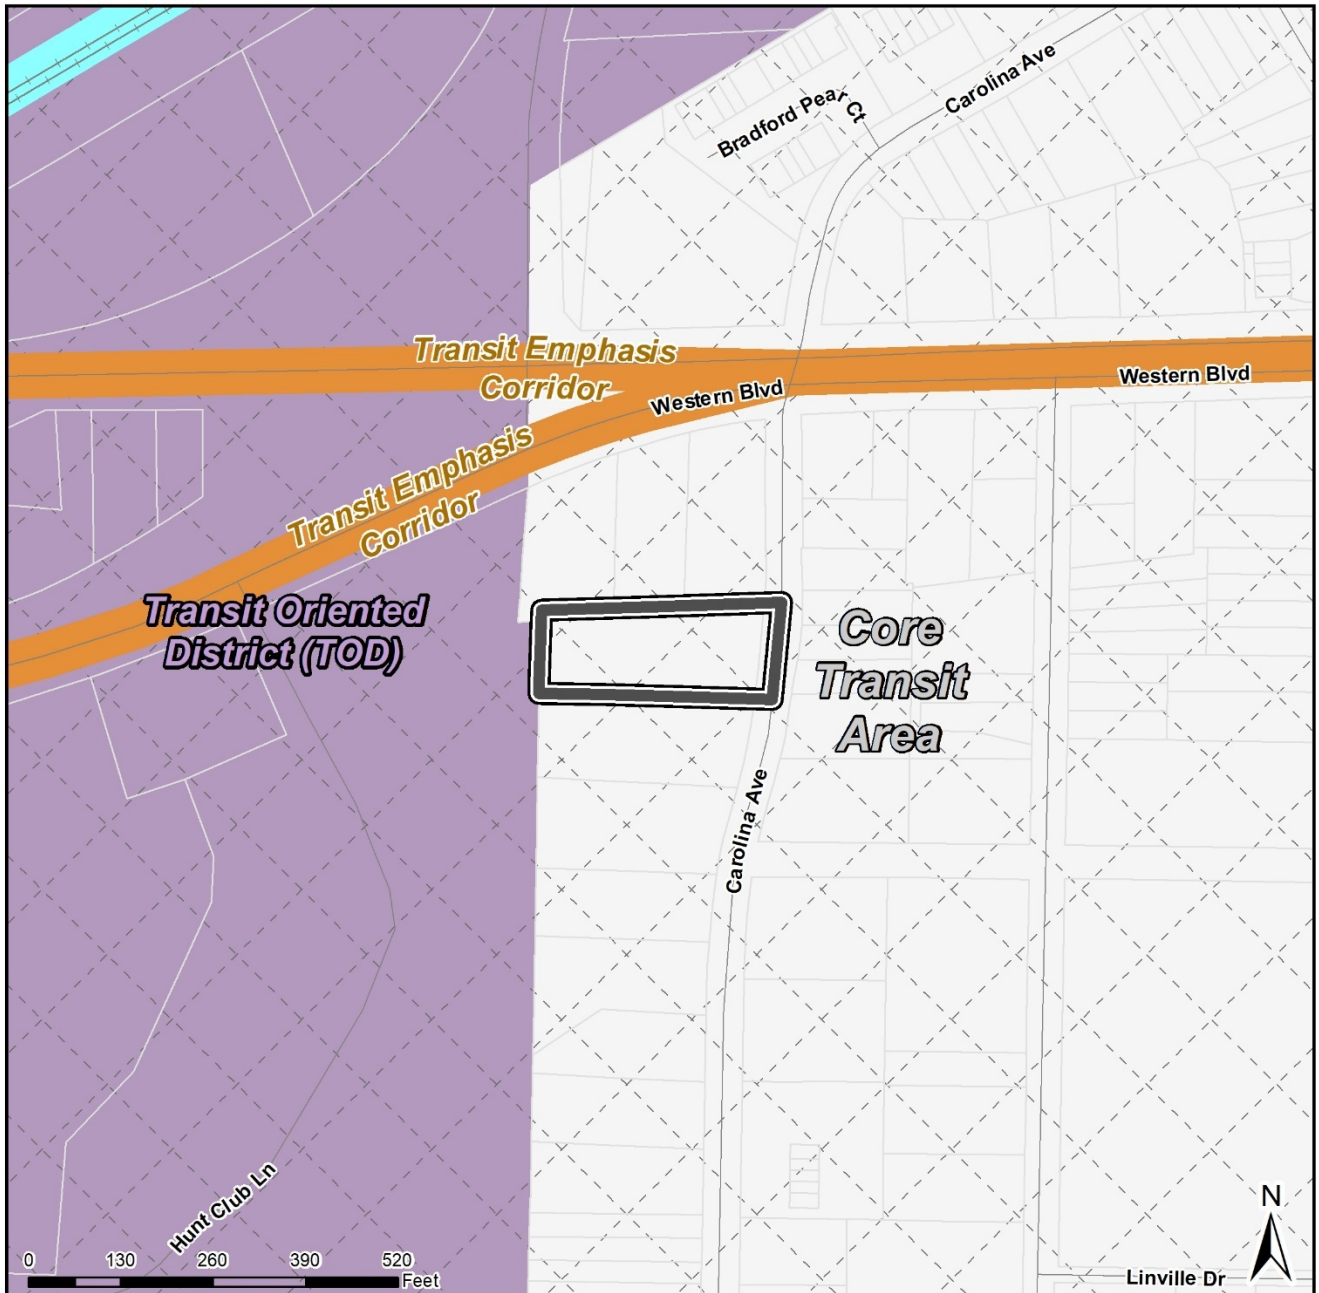 Bradford Pear Ct
Carolina Ave
Transit Emphasis
Corridor
Western Blvd
Western Blvd
Transit Emphasis
Corridor
Transit Oriented
District (TOD)
Core
Transit
Area
Carolina Ave
Hunt Club Ln
N
0 130 260 390 520
Feet
Linville Dr